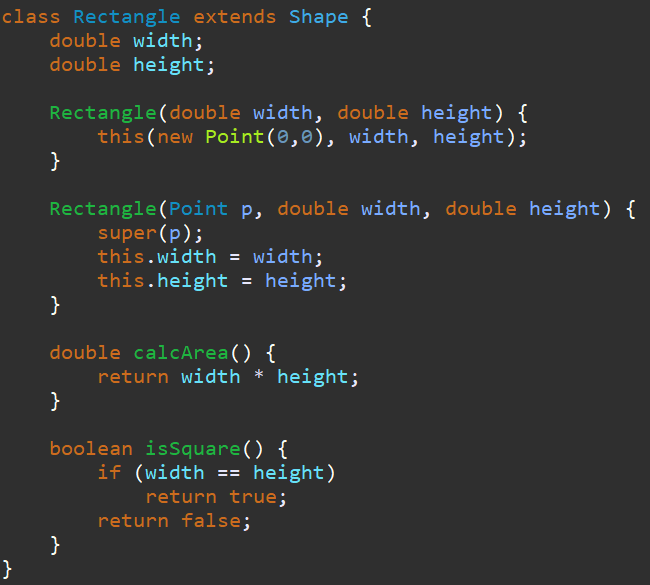 class Rectangle extends Shape {
    double width;
    double height;

    Rectangle(double width, double height) {
        this(new Point(0,0), width, height);
    }

    Rectangle(Point p, double width, double height) {
        super(p);
        this.width = width;
        this.height = height;
    }

    double calcArea() {
        return width * height;
    }

    boolean isSquare() {
        if (width == height)
            return true;
        return false;
    }
}